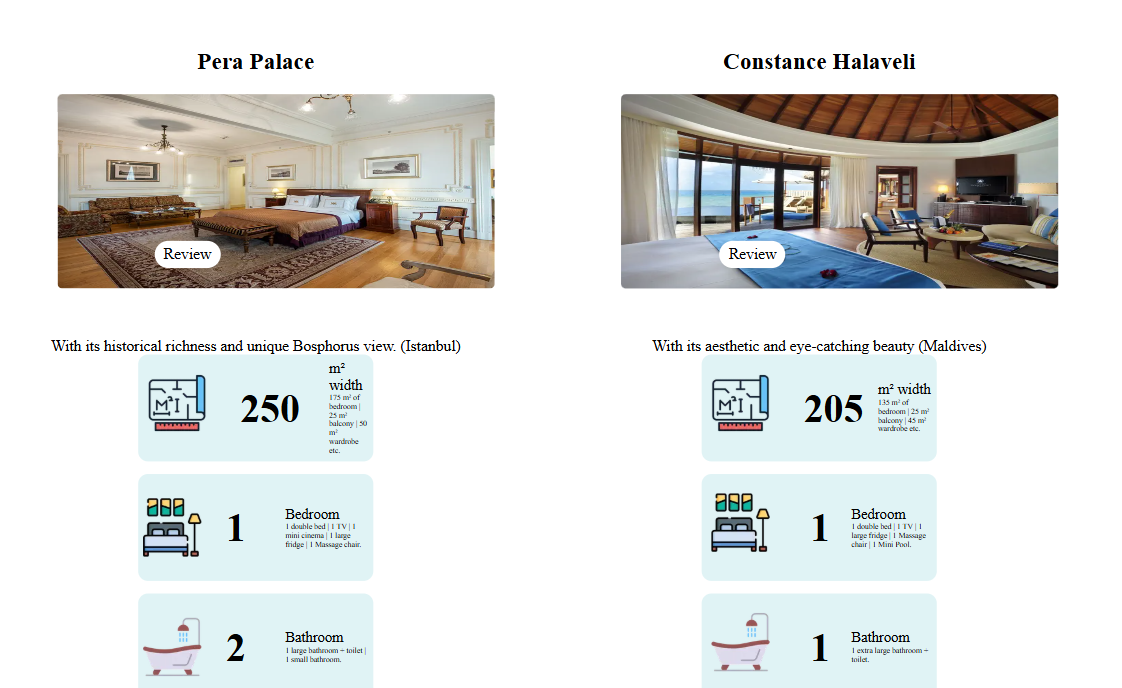 Pera Palace
Review
With its historical richness and unique Bosphorus view. (Istanbul)
M²I
250
m²
width
175 m² of
bedroom |
25 m²
balcony | 50
m²
wardrobe
etc.
1
Bedroom
1 double bed | 1 TV | 1
mini cinema | 1 large
fridge | 1 Massage chair.
2
Bathroom
1 large bathroom + toilet |
1 small bathroom.
Constance Halaveli
Review
With its aesthetic and eye-catching beauty (Maldives)
M²I
205
m² width
135 m² of
bedroom | 25 m²
balcony | 45 m²
wardrobe etc.
1
Bedroom
1 double bed | 1 TV | 1
large fridge | 1 Massage
chair | 1 Mini Pool.
1
Bathroom
1 extra large bathroom +
toilet.